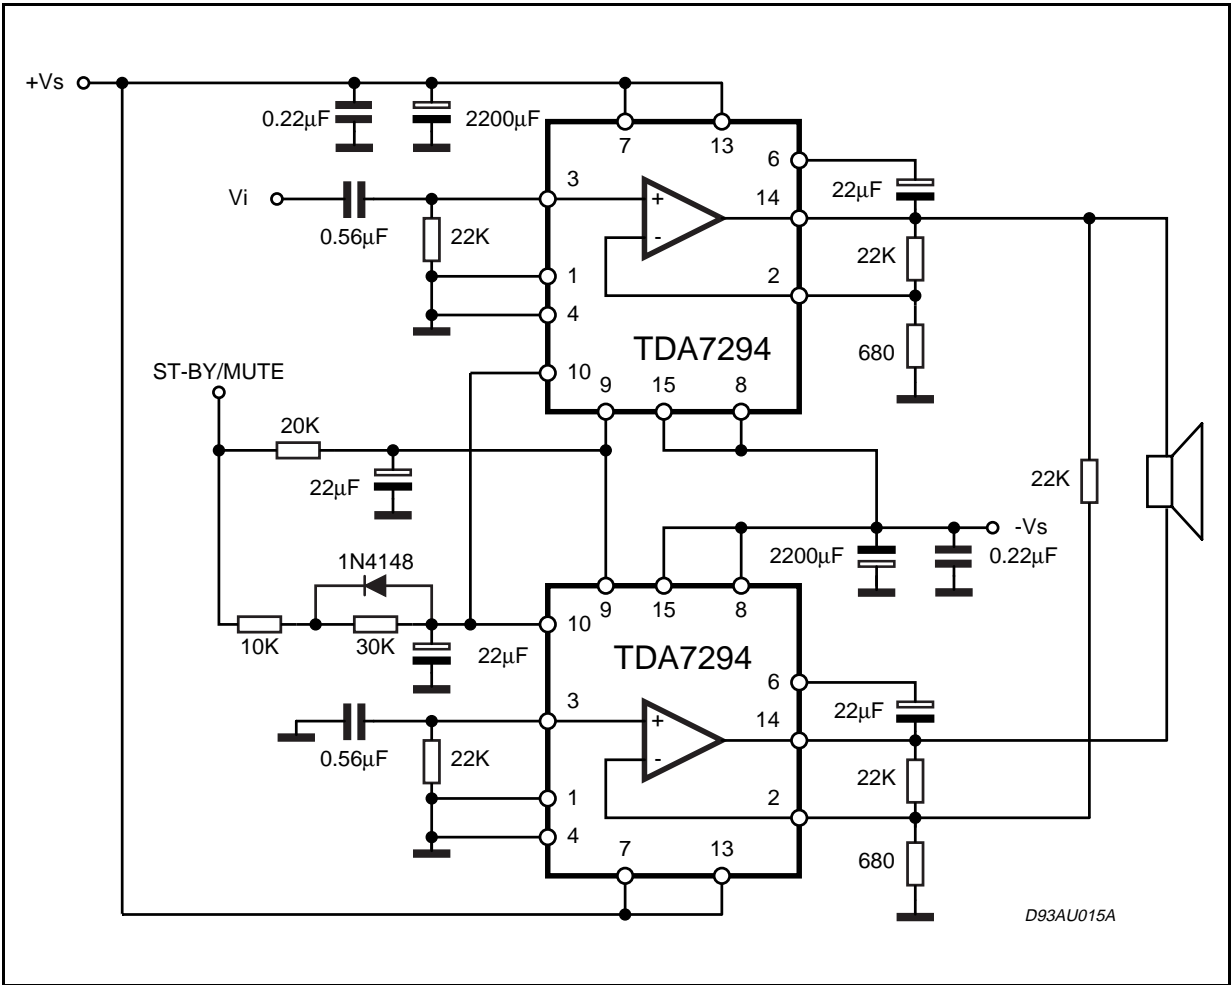 +Vs
0.22µF
2200µF
7
13
6
3
22µF
Vi
14
+
0.56µF
22K
-
22K
1
2
4
TDA7294
680
10
ST-BY/MUTE
9
15
8
20K
22µF
22K
-Vs
2200µF
0.22µF
1N4148
9
15
8
10
10K
30K
22µF
TDA7294
6
3
22µF
14
+
0.56µF
22K
-
22K
1
2
4
7
13
680
D93AU015A